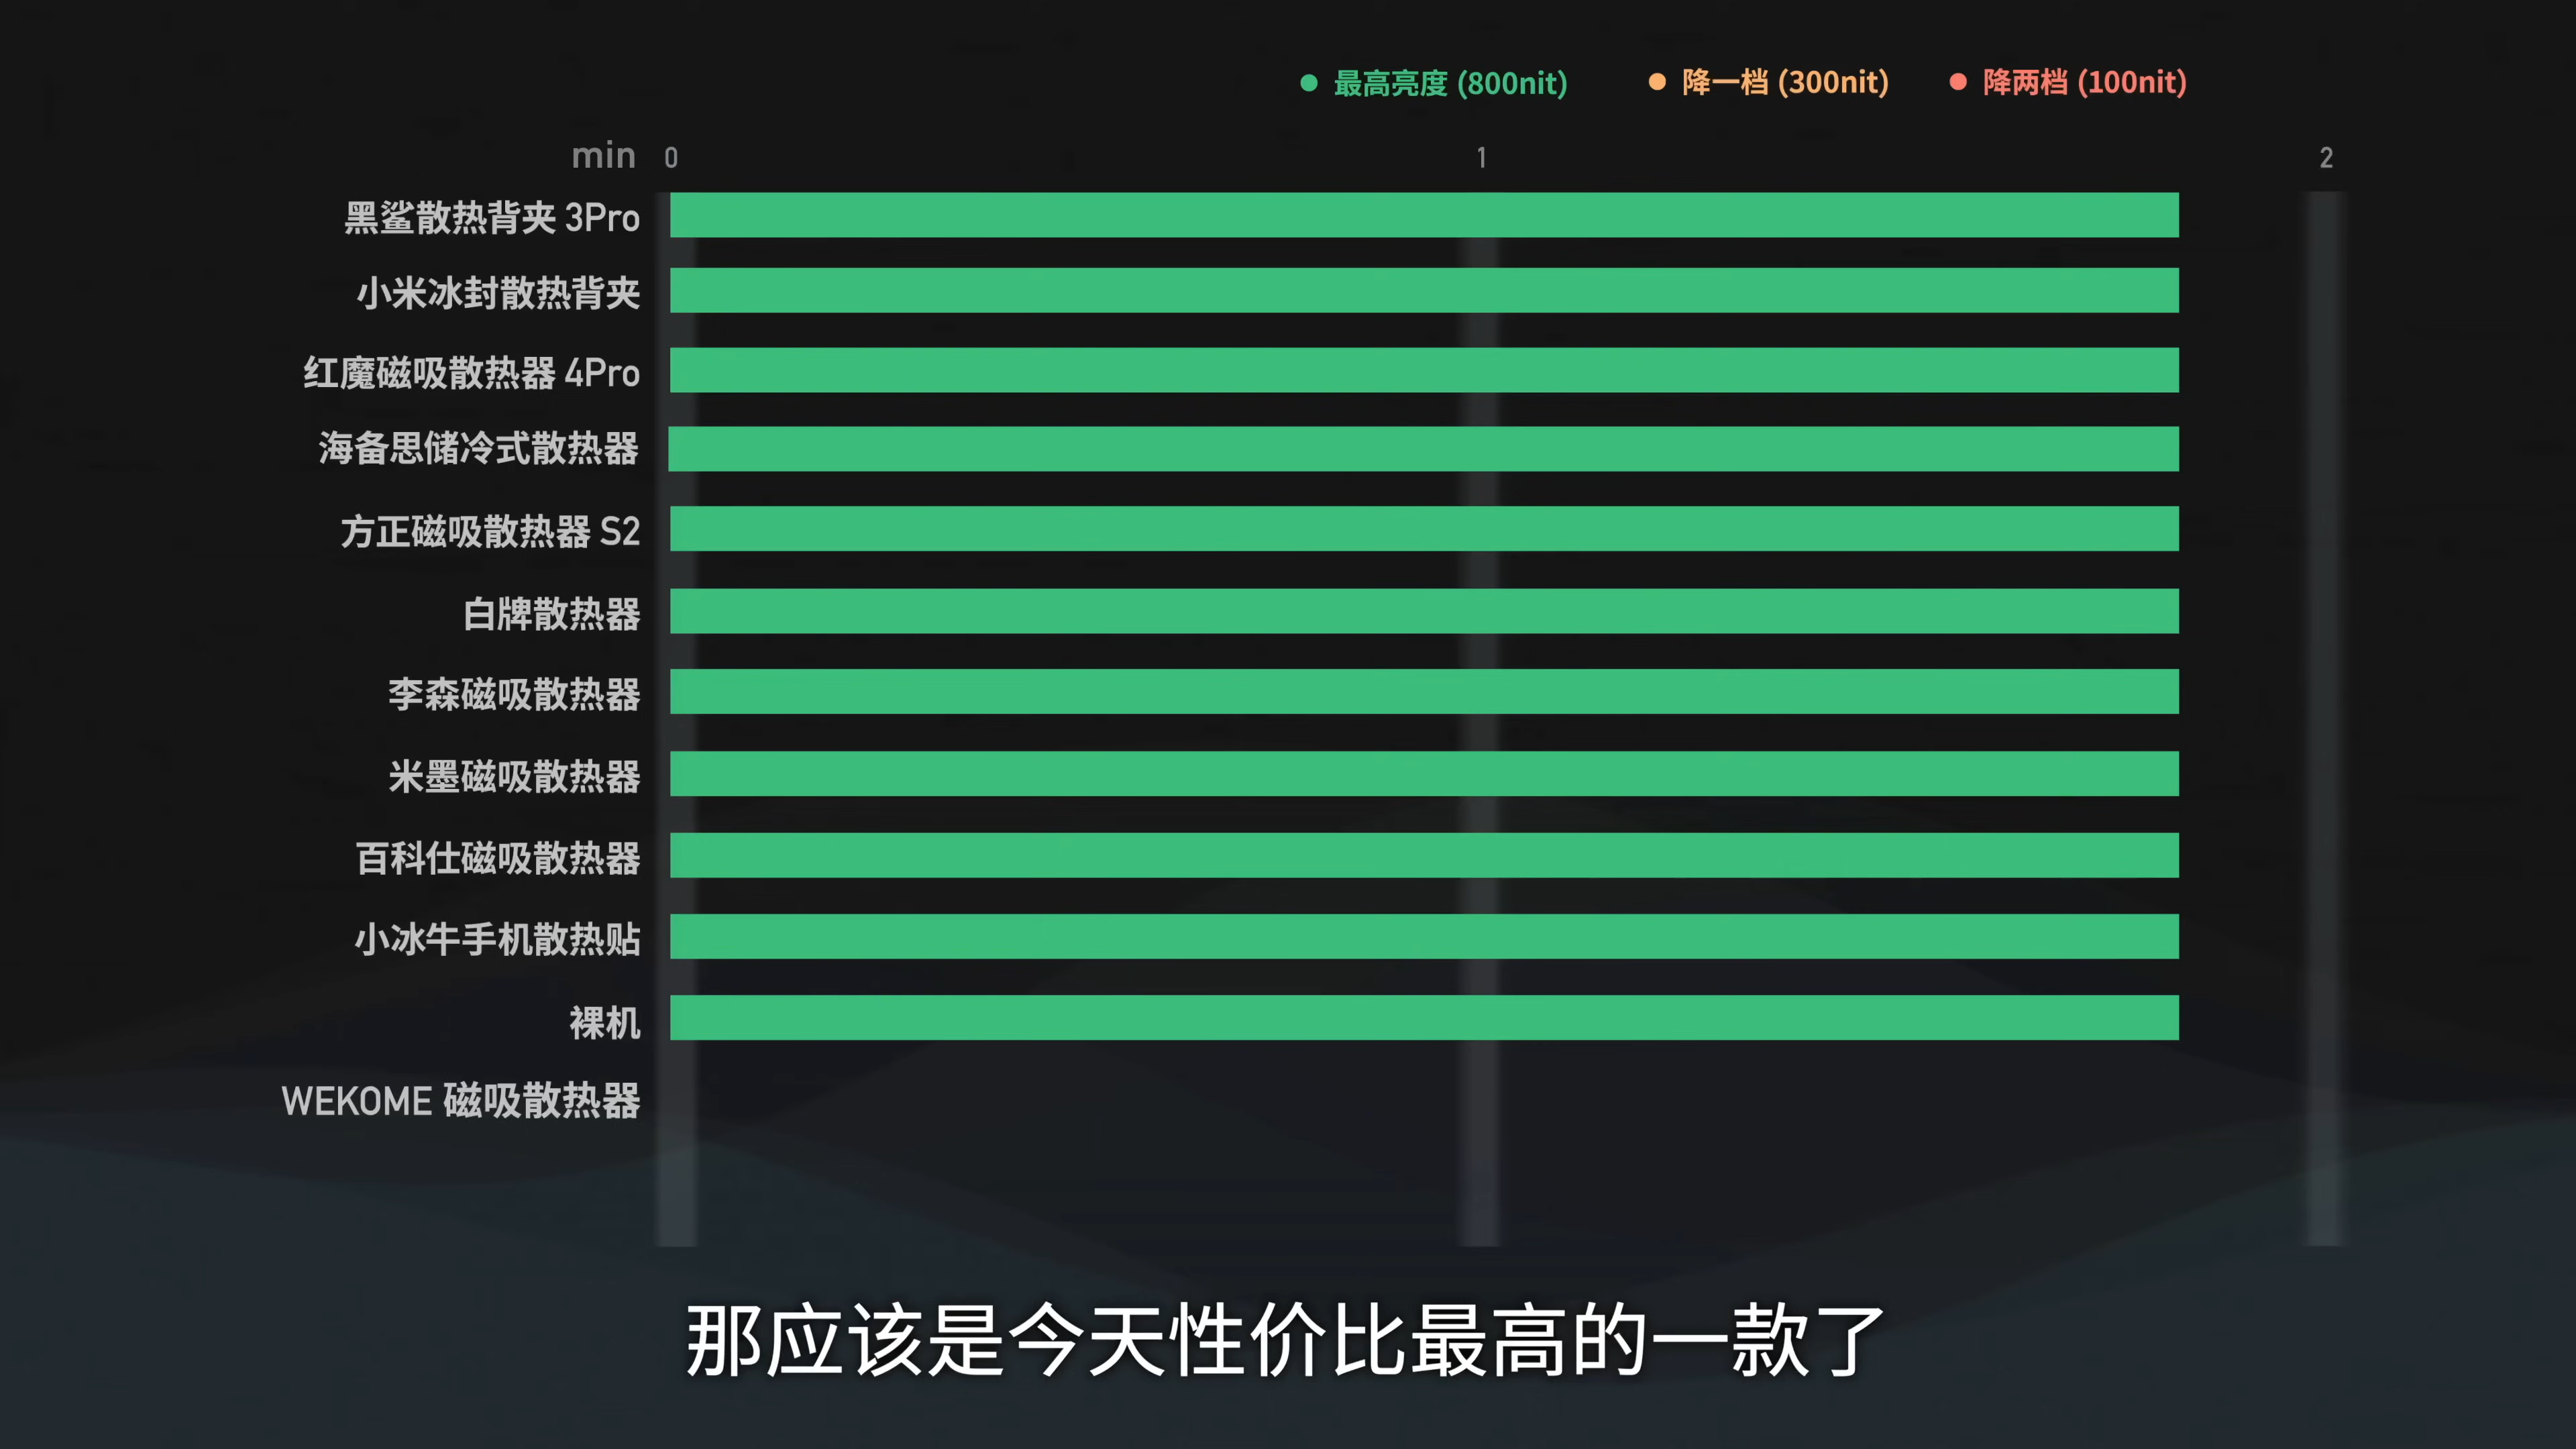 最高亮度 (800nit) 降一档 (300nit) 降两档 (100nit)
min 0 1 2
黑鲨散热背夹 3Pro
小米冰封散热背夹
红魔磁吸散热器 4Pro
海备思储冷式散热器
方正磁吸散热器 S2
白牌散热器
李森磁吸散热器
米墨磁吸散热器
百科仕磁吸散热器
小冰牛手机散热贴
裸机
WEKOME 磁吸散热器
那应该是今天性价比最高的一款了